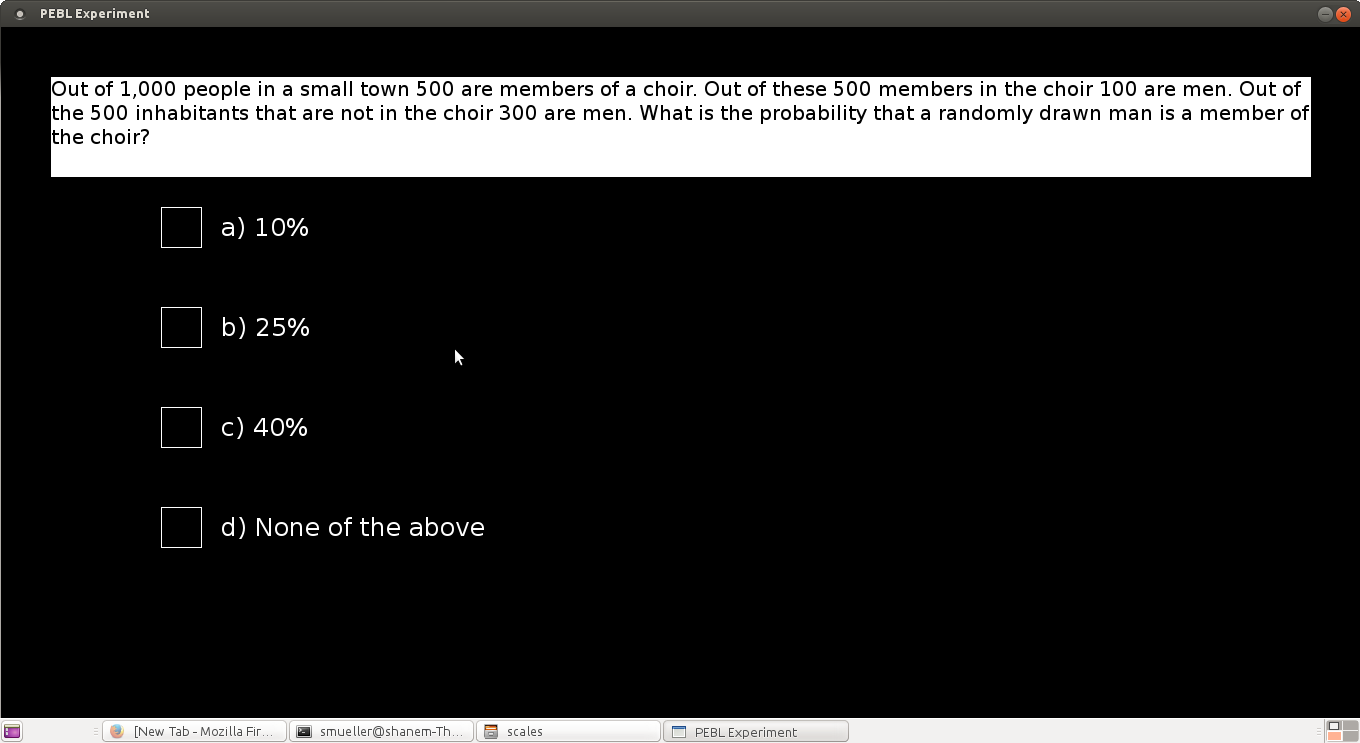 PEBL Experiment
Out of 1,000 people in a small town 500 are members of a choir. Out of these 500 members in the choir 100 are men. Out of
the 500 inhabitants that are not in the choir 300 are men. What is the probability that a randomly drawn man is a member of
the choir?
a) 10%
b) 25%
c) 40%
d) None of the above
[New Tab - Mozilla Fir... smueller@shanem-Th... scales PEBL Experiment